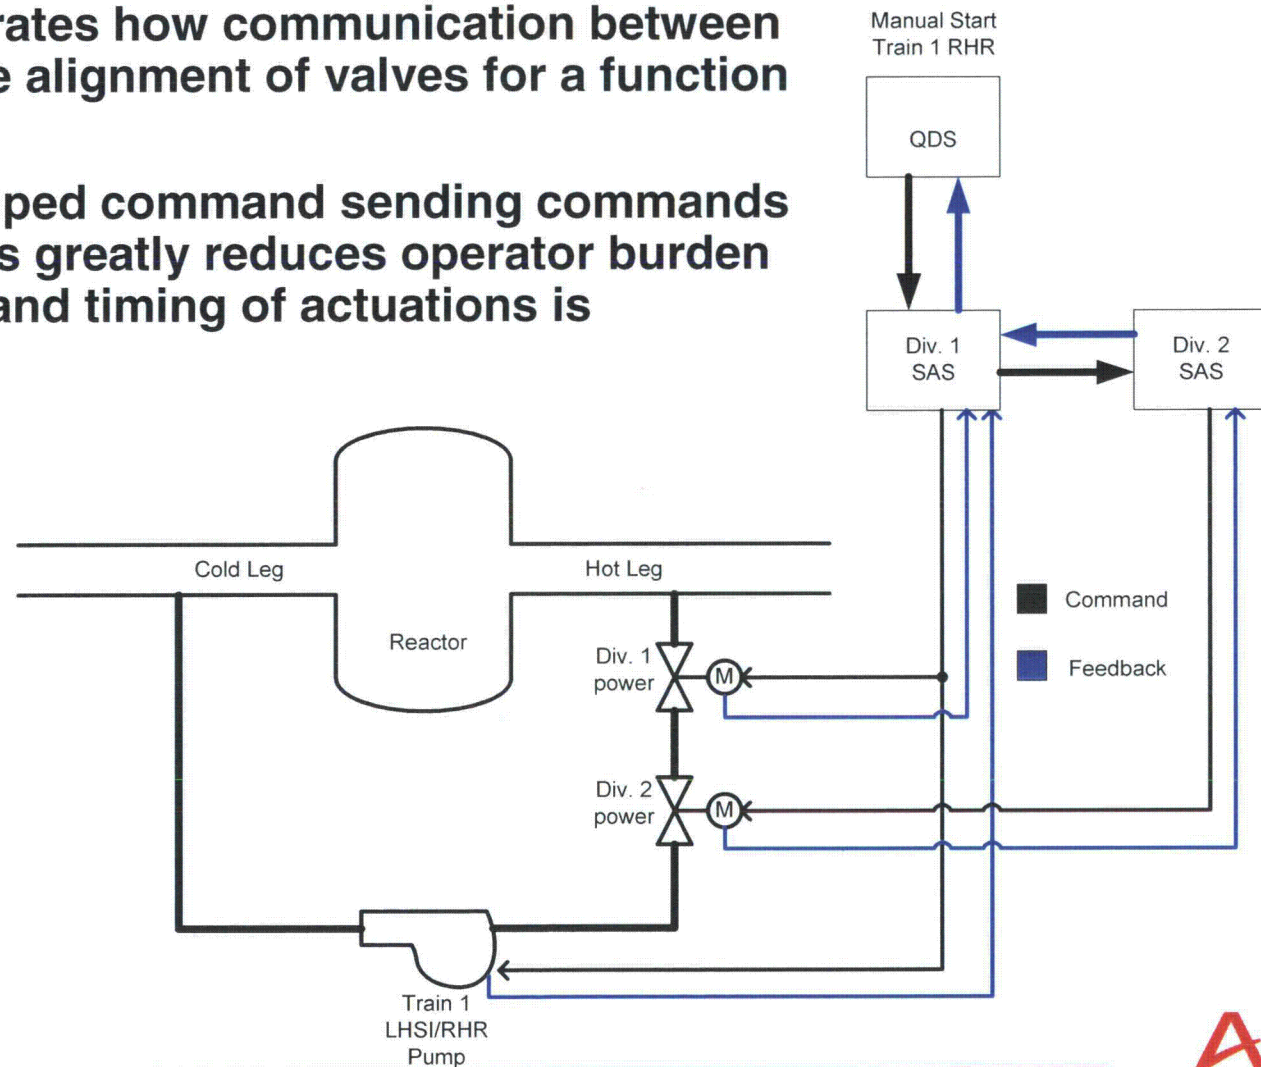 rates how communication between
e alignment of valves for a function
ped command sending commands
s greatly reduces operator burden
and timing of actuations is
Manual Start
Train 1 RHR
QDS
Div. 1
SAS
Div. 2
SAS
Cold Leg
Hot Leg
Reactor
Command
Feedback
Div. 1
power
M
Div. 2
power
M
Train 1
LHSI/RHR
Pump
A